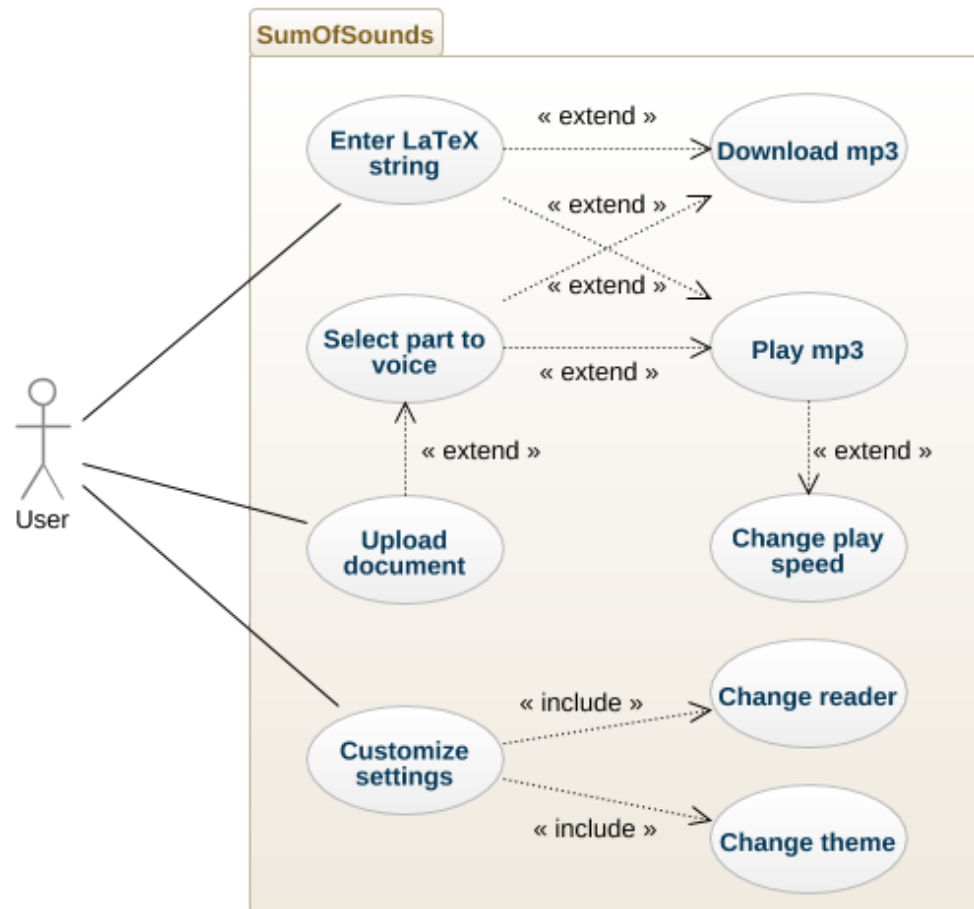 SumOfSounds
Enter LaTeX
string
« extend »
Download mp3
« extend »
« extend »
Select part to
voice
« extend »
Play mp3
« extend »
« extend »
User
Upload
document
Change play
speed
Customize
settings
« include »
Change reader
« include »
Change theme